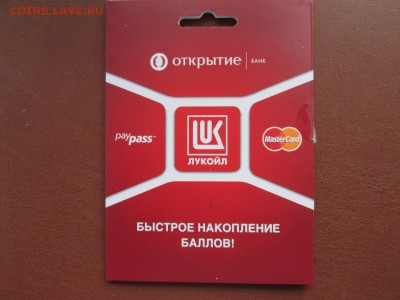 COINS.LAVE.RU
ОТКРЫТИЕ БАНК
paypass
LUK
ЛУКОЙЛ
MasterCard
БЫСТРОЕ НАКОПЛЕНИЕ
БАЛЛОВ!